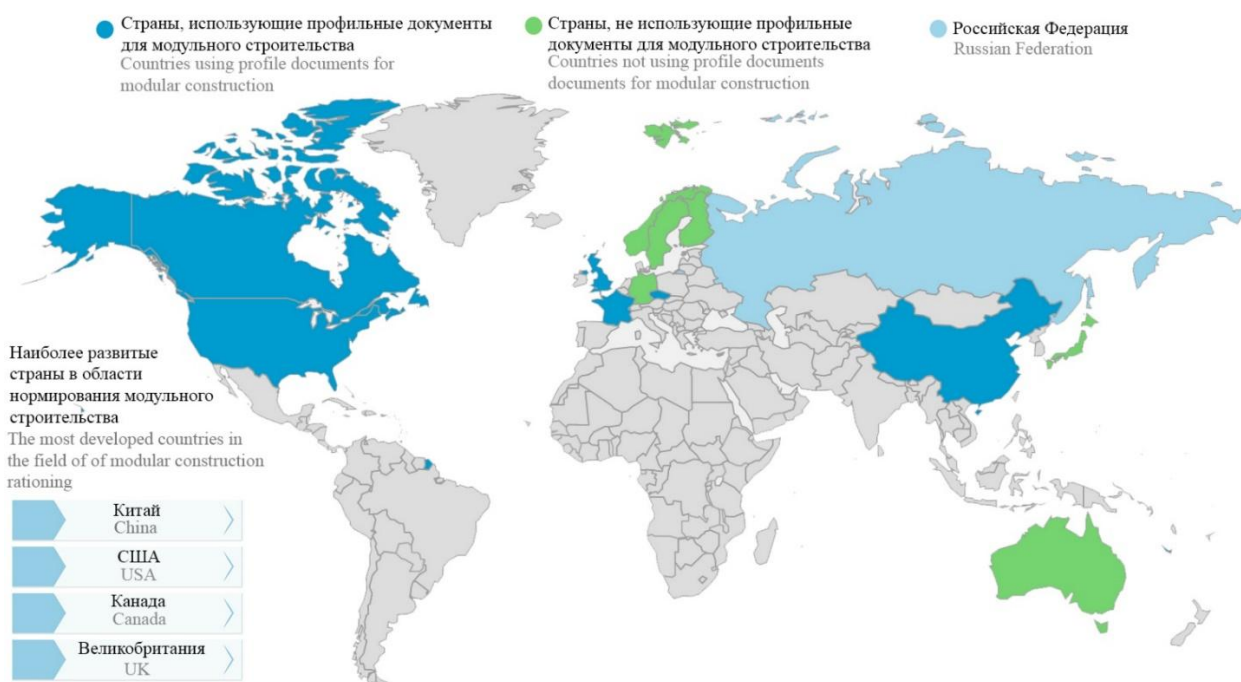 Страны, использующие профильные документы
для модульного строительства
Countries using profile documents for
modular construction
Страны, не использующие профильные
документы для модульного строительства
Countries not using profile documents
documents for modular construction
Российская Федерация
Russian Federation
Наиболее развитые
страны в области
нормирования модульного
строительства
The most developed countries in
the field of of modular construction
rationing
Китай
China
США
USA
Канада
Canada
Великобритания
UK